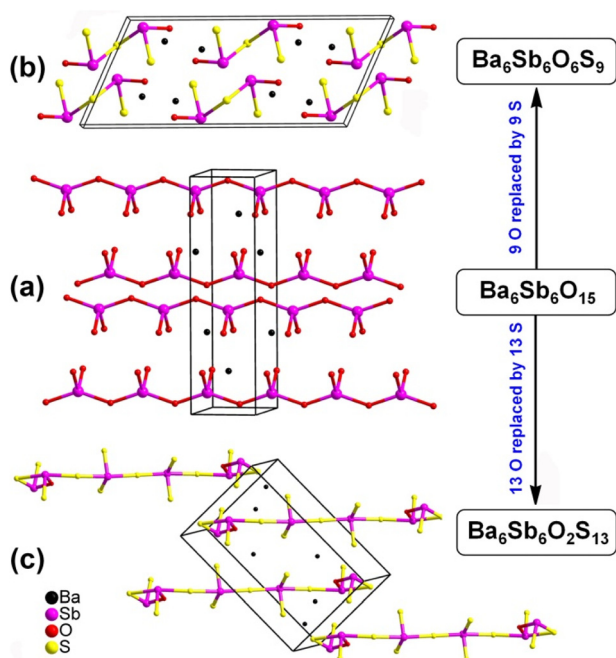 (b)
Ba₆Sb₆O₆S₉
9 O replaced by 9 S
(a)
Ba₆Sb₆O₁₅
13 O replaced by 13 S
Ba₆Sb₆O₂S₁₃
(c)
Ba
Sb
O
S